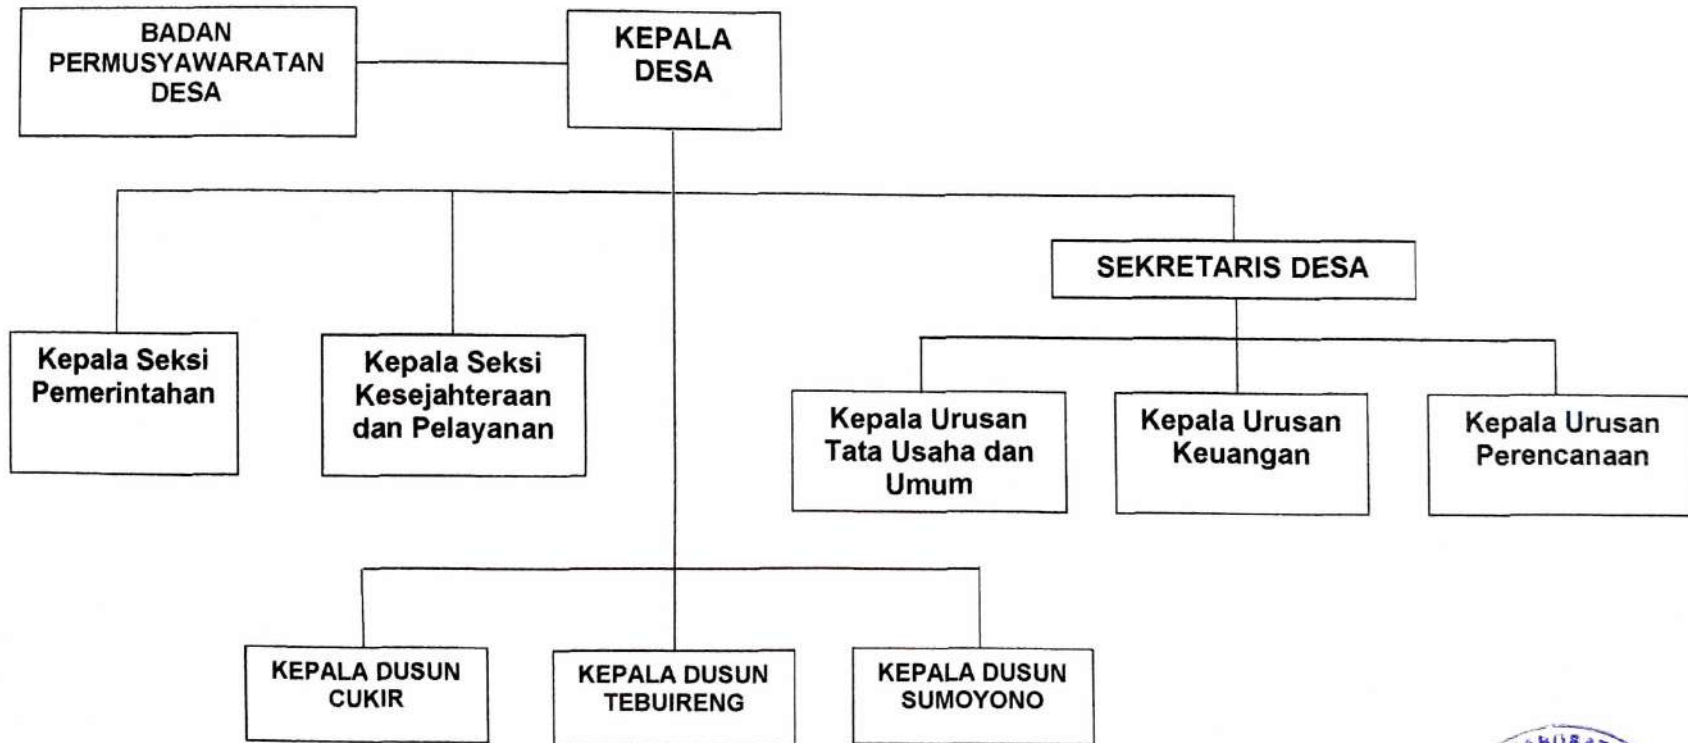 BADAN
PERMUSYAWARATAN
DESA
KEPALA
DESA
SEKRETARIS DESA
Kepala Seksi
Pemerintahan
Kepala Seksi
Kesejahteraan
dan Pelayanan
Kepala Urusan
Tata Usaha dan
Umum
Kepala Urusan
Keuangan
Kepala Urusan
Perencanaan
KEPALA DUSUN
CUKIR
KEPALA DUSUN
TEBUIRENG
KEPALA DUSUN
SUMOYONO